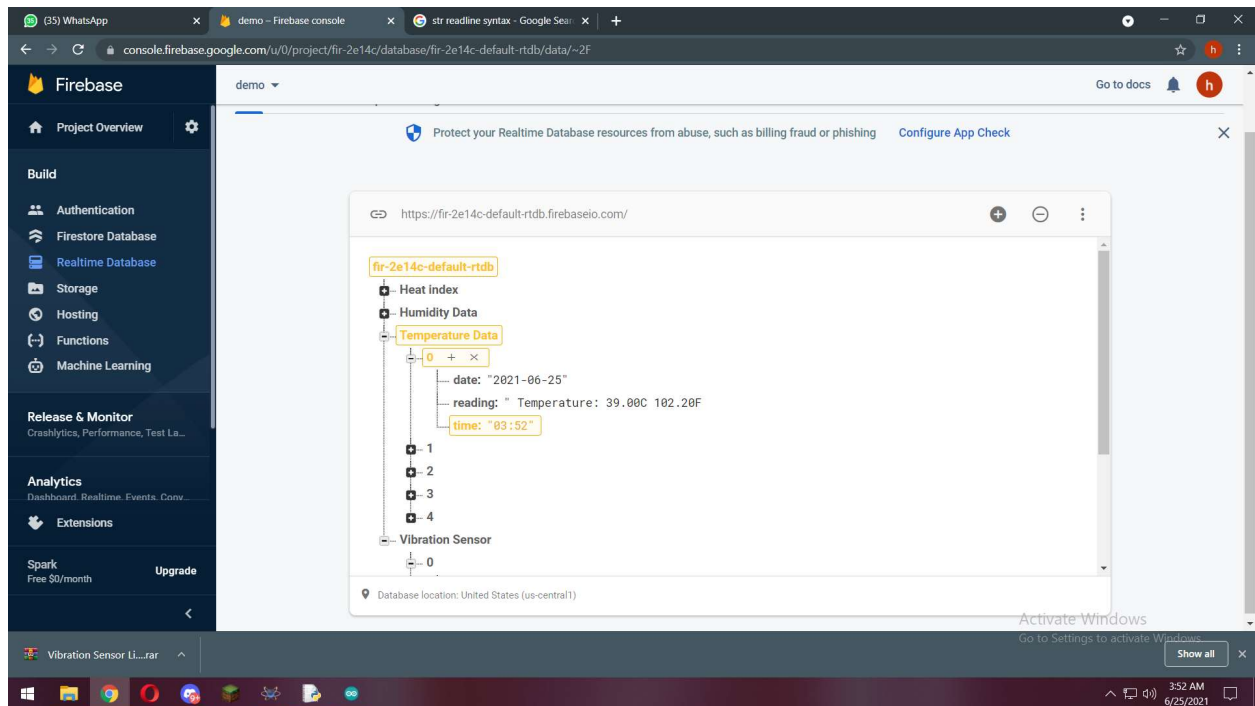 (35) WhatsApp
demo – Firebase console
str readline syntax - Google Sear
console.firebase.google.com/u/0/project/fir-2e14c/database/fir-2e14c-default-rtdb/data/~2F
h
Firebase
demo
Go to docs
h
Project Overview
Protect your Realtime Database resources from abuse, such as billing fraud or phishing Configure App Check
Build
Authentication
Firestore Database
Realtime Database
Storage
Hosting
Functions
Machine Learning
Release & Monitor
Crashlytics, Performance, Test La...
Analytics
Dashboard, Realtime, Events, Conv...
Extensions
Spark
Free $0/month
Upgrade
https://fir-2e14c-default-rtdb.firebaseio.com/
fir-2e14c-default-rtdb
Heat index
Humidity Data
Temperature Data
0
date: "2021-06-25"
reading: " Temperature: 39.00C 102.20F
time: "03:52"
1
2
3
4
Vibration Sensor
0
Database location: United States (us-central1)
Activate Windows
Go to Settings to activate Windows.
Vibration Sensor Li....rar
Show all
3:52 AM
6/25/2021